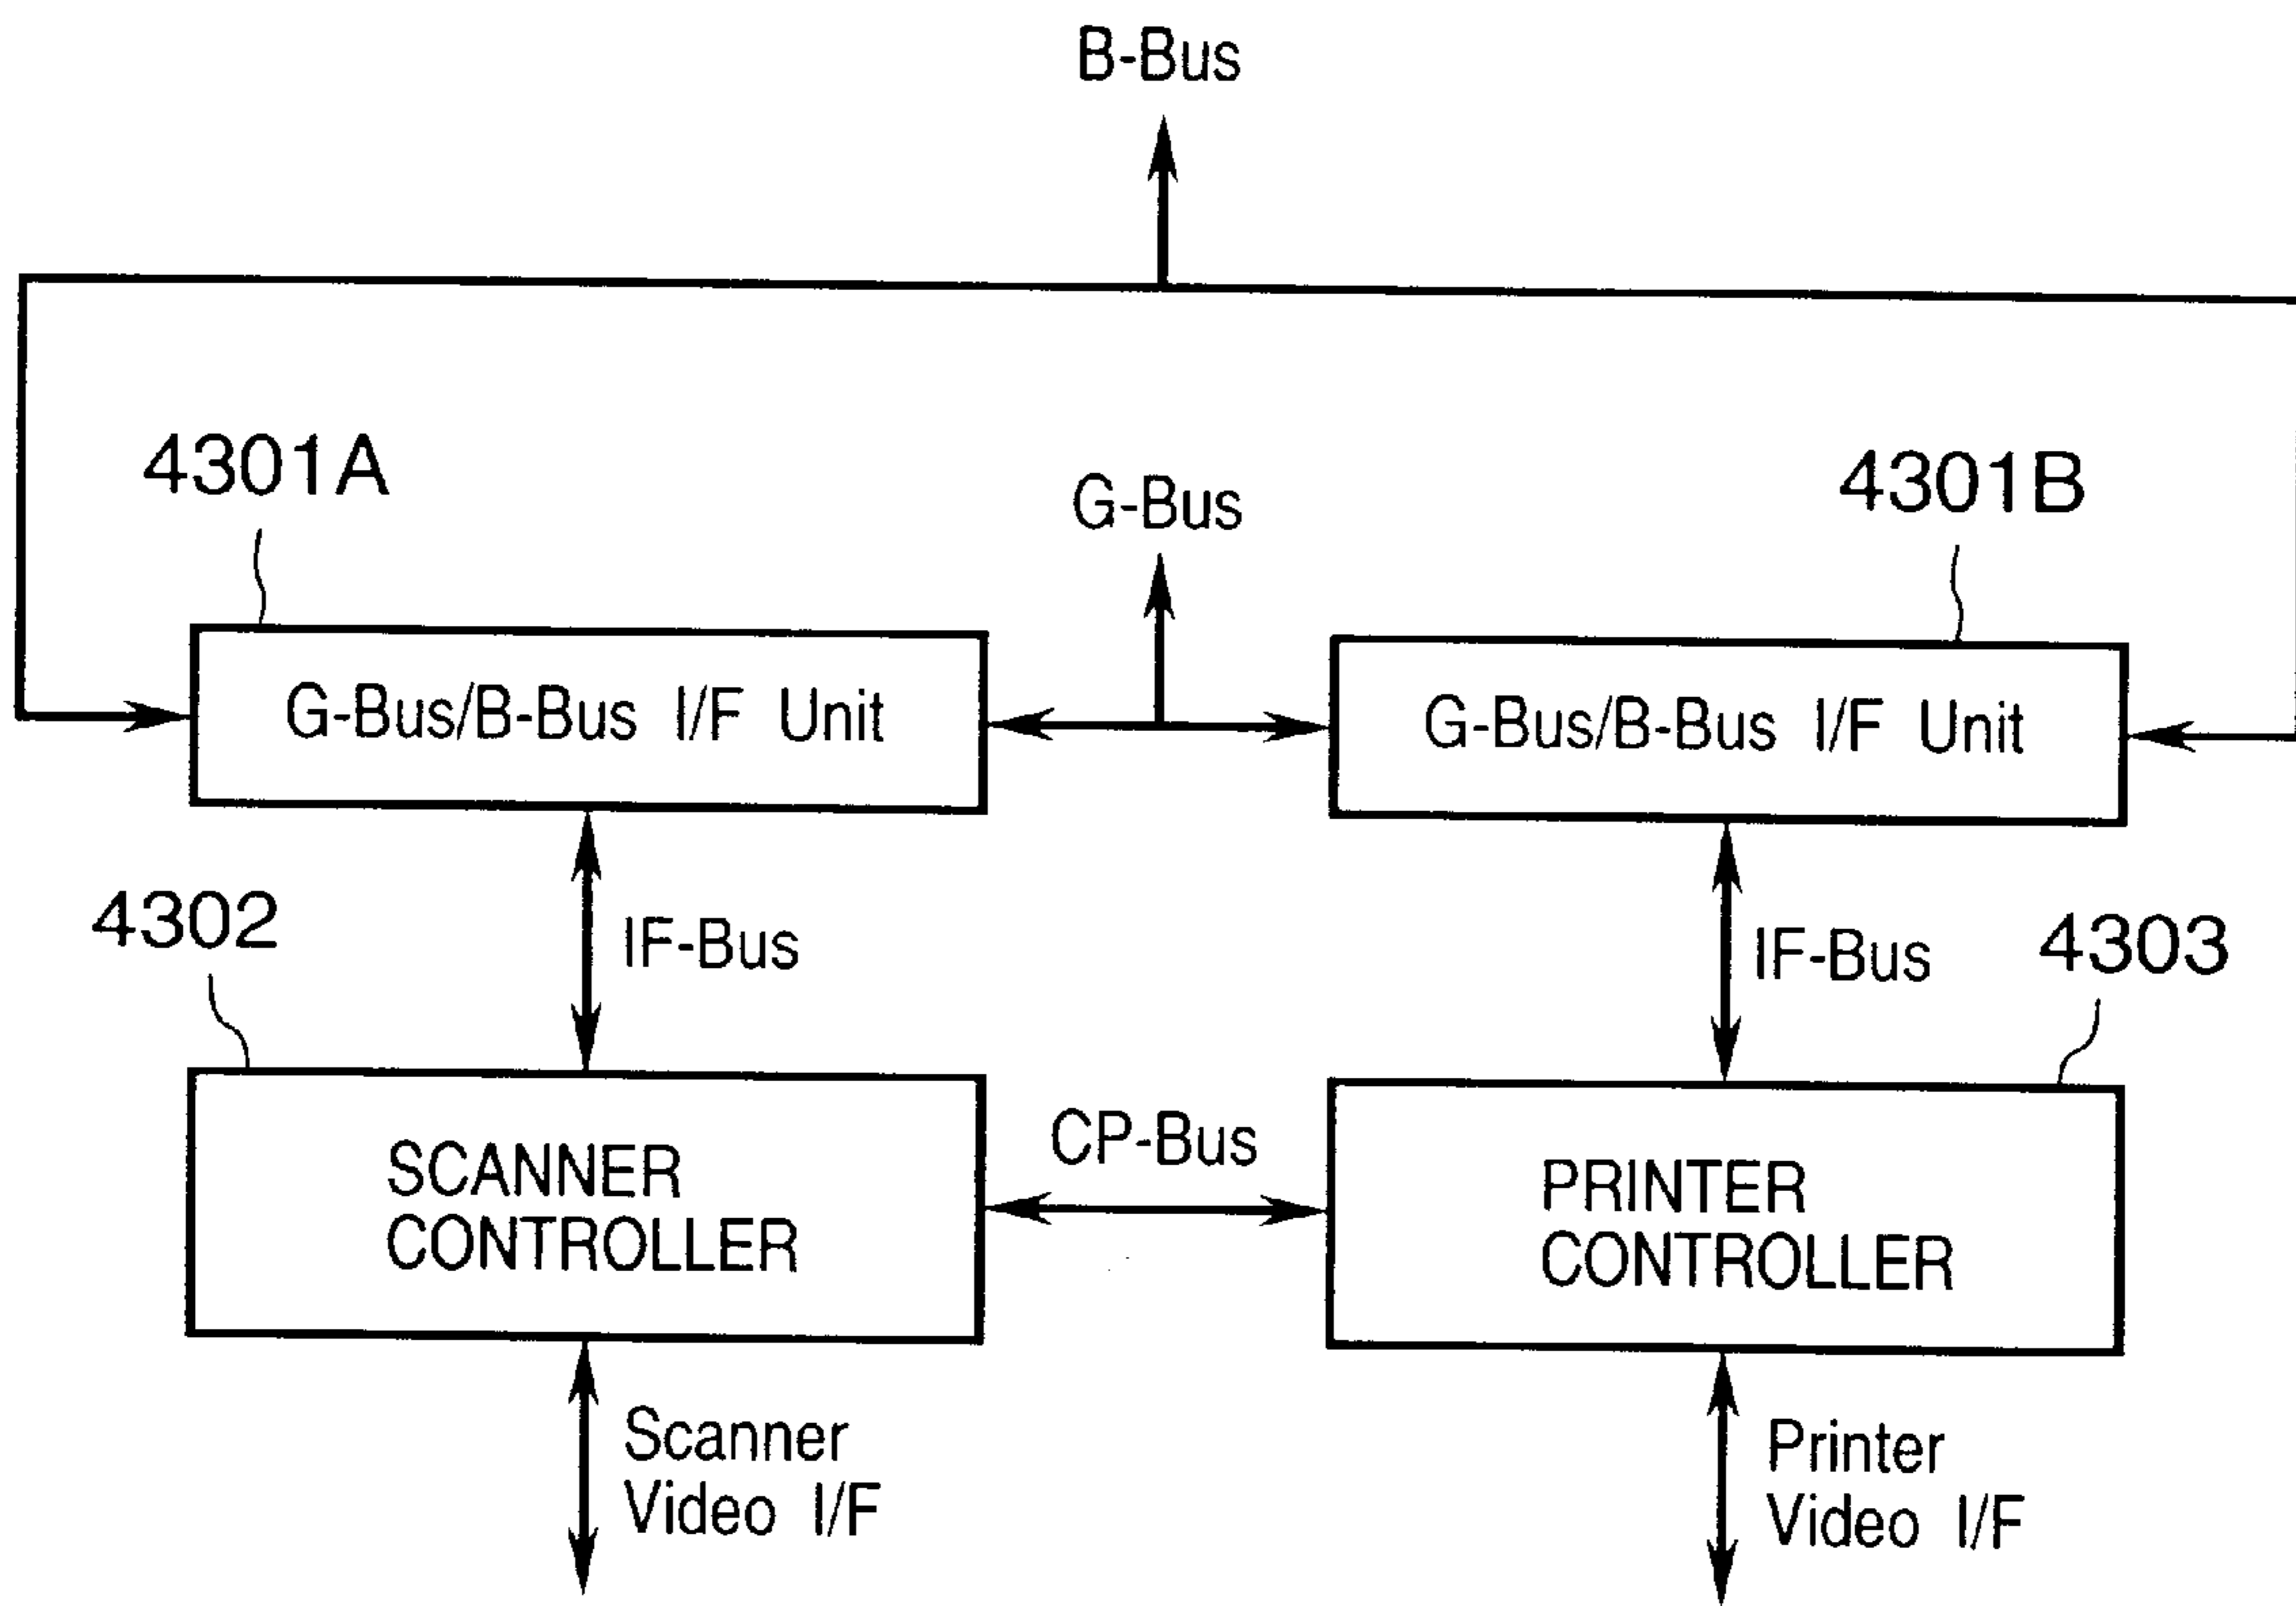 B-Bus
4301A
G-Bus
4301B
G-Bus/B-Bus I/F Unit
G-Bus/B-Bus I/F Unit
4302
IF-Bus
IF-Bus
4303
SCANNER
CONTROLLER
CP-Bus
PRINTER
CONTROLLER
Scanner
Video I/F
Printer
Video I/F